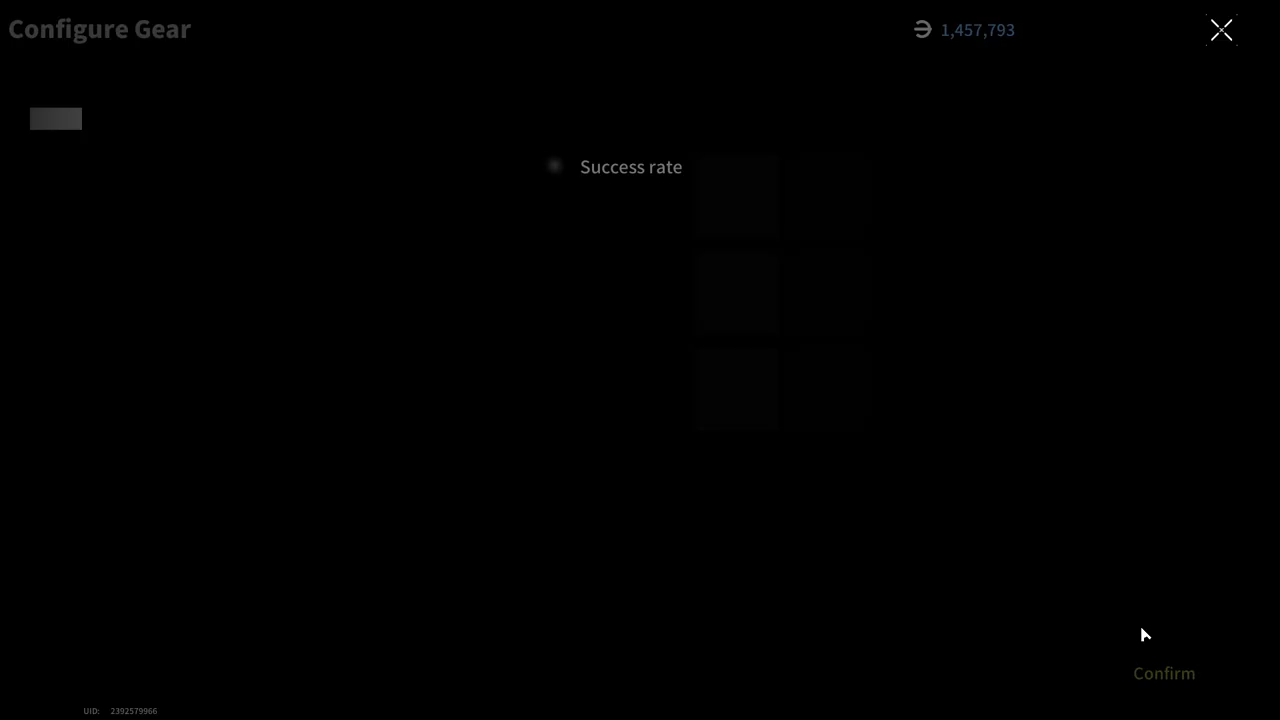 Configure Gear
1,457,793
Success rate
Confirm
UID: 2392579966